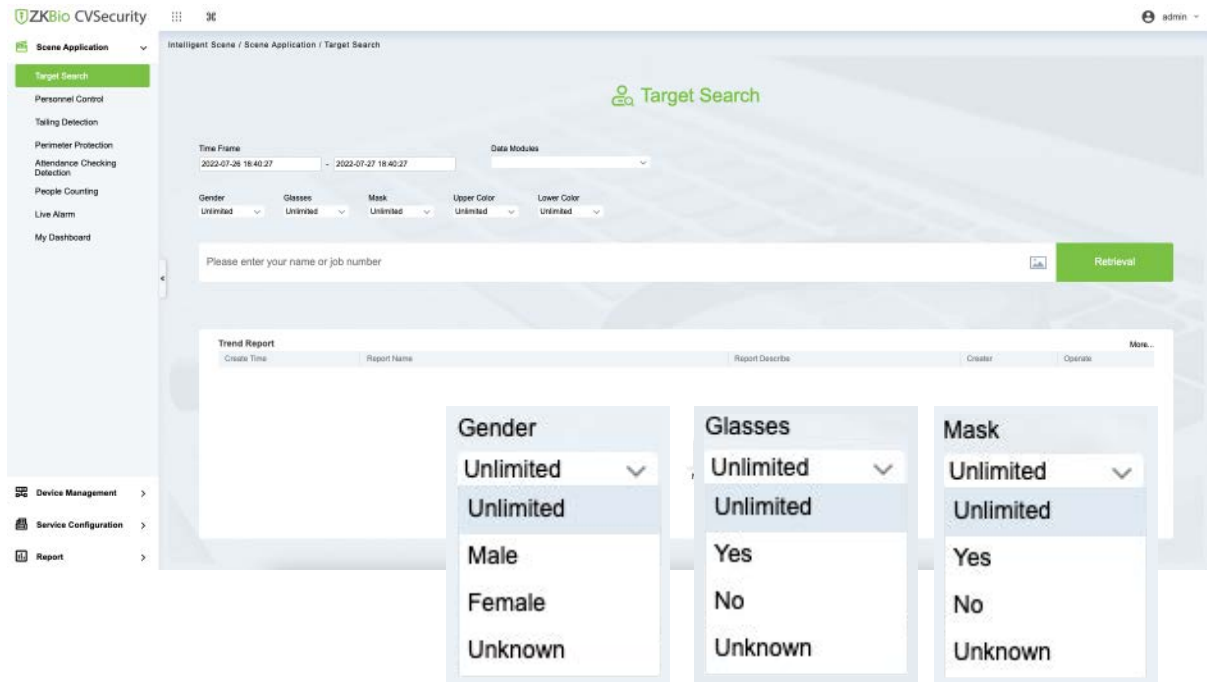 ZKBio CVSecurity
admin
Scene Application
Intelligent Scene / Scene Application / Target Search
Target Search
Personnel Control
Tailing Detection
Perimeter Protection
Attendance Checking
Detection
People Counting
Live Alarm
My Dashboard
Device Management
Service Configuration
Report
Target Search
Time Frame
Data Modules
2022-07-26 18:40:27 - 2022-07-27 18:40:27
Gender Glasses Mask Upper Color Lower Color
Unlimited Unlimited Unlimited Unlimited Unlimited
Please enter your name or job number
Retrieval
Trend Report
More...
Create Time Report Name Report Describe Creater Operate
Gender
Unlimited
Unlimited
Male
Female
Unknown
Glasses
Unlimited
Unlimited
Yes
No
Unknown
Mask
Unlimited
Unlimited
Yes
No
Unknown